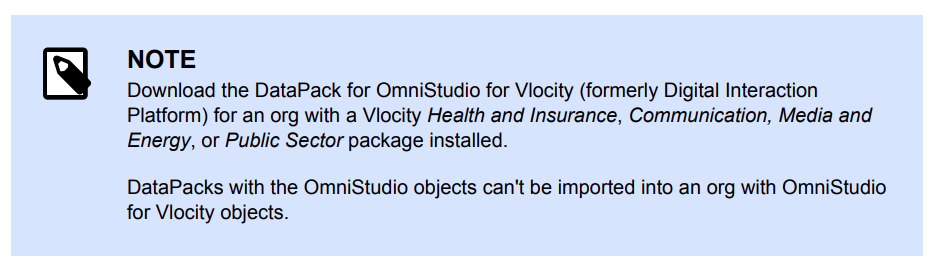 NOTE
Download the DataPack for OmniStudio for Vlocity (formerly Digital Interaction
Platform) for an org with a Vlocity Health and Insurance, Communication, Media and
Energy, or Public Sector package installed.
DataPacks with the OmniStudio objects can't be imported into an org with OmniStudio
for Vlocity objects.